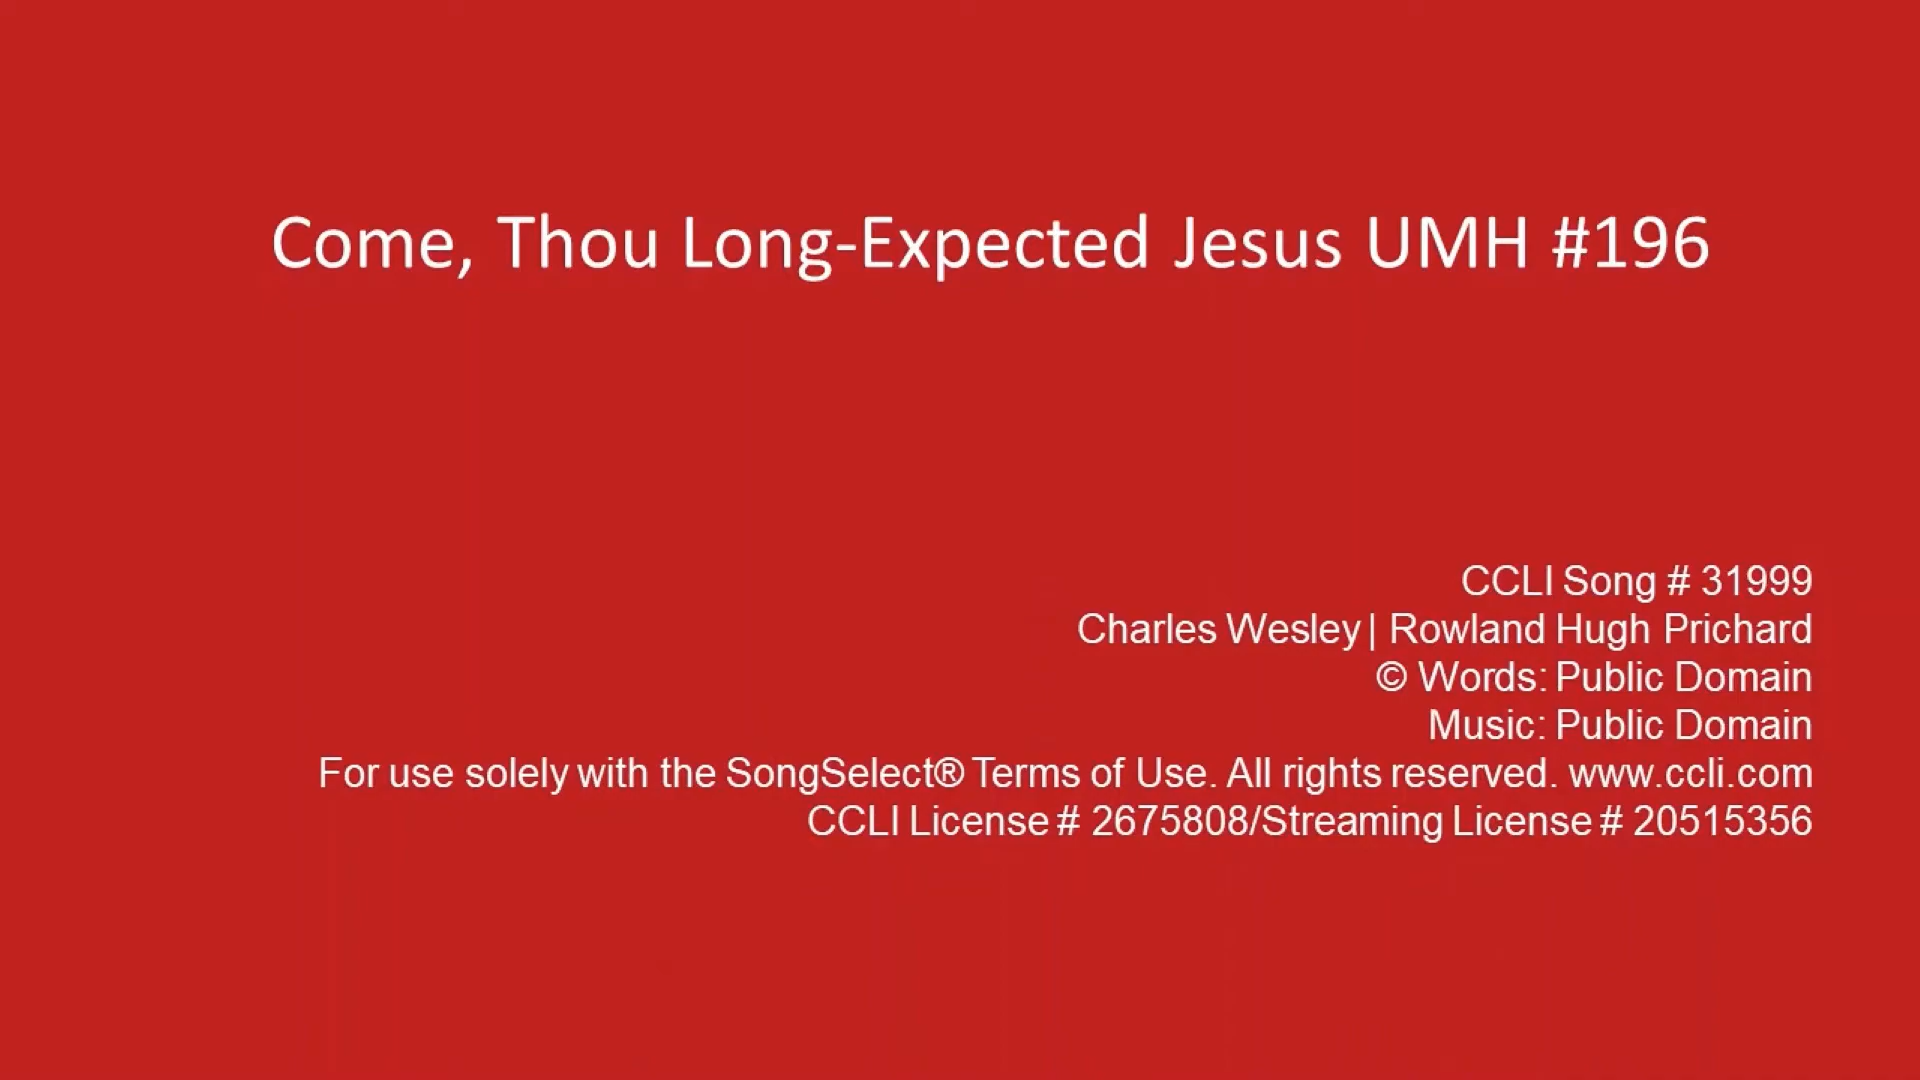 Come, Thou Long-Expected Jesus UMH #196
CCLI Song # 31999
Charles Wesley | Rowland Hugh Prichard
© Words: Public Domain
Music: Public Domain
For use solely with the SongSelect® Terms of Use. All rights reserved. www.ccli.com
CCLI License # 2675808/Streaming License # 20515356